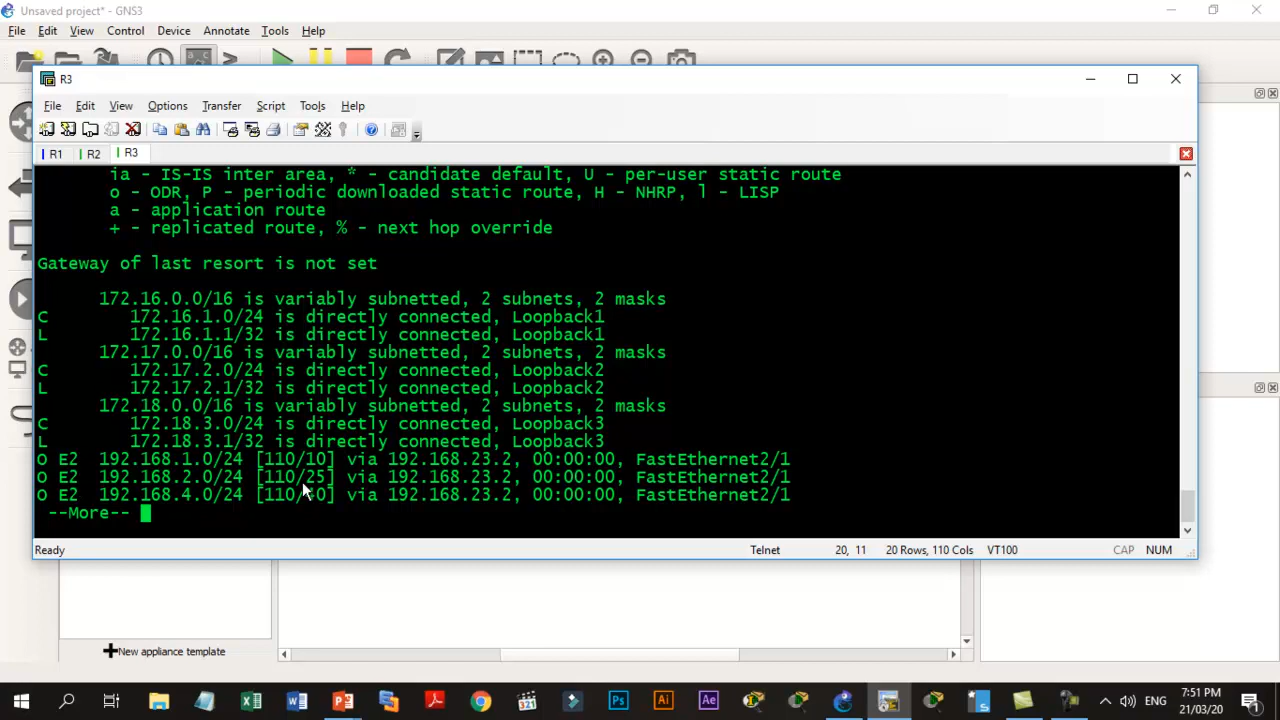 Unsaved project* - GNS3
File Edit View Control Device Annotate Tools Help
R3
File Edit View Options Transfer Script Tools Help
R1 R2 R3
ia - IS-IS inter area, * - candidate default, U - per-user static route
o - ODR, P - periodic downloaded static route, H - NHRP, l - LISP
a - application route
+ - replicated route, % - next hop override
Gateway of last resort is not set
172.16.0.0/16 is variably subnetted, 2 subnets, 2 masks
C 172.16.1.0/24 is directly connected, Loopback1
L 172.16.1.1/32 is directly connected, Loopback1
172.17.0.0/16 is variably subnetted, 2 subnets, 2 masks
C 172.17.2.0/24 is directly connected, Loopback2
L 172.17.2.1/32 is directly connected, Loopback2
172.18.0.0/16 is variably subnetted, 2 subnets, 2 masks
C 172.18.3.0/24 is directly connected, Loopback3
L 172.18.3.1/32 is directly connected, Loopback3
O E2 192.168.1.0/24 [110/10] via 192.168.23.2, 00:00:00, FastEthernet2/1
O E2 192.168.2.0/24 [110/25] via 192.168.23.2, 00:00:00, FastEthernet2/1
O E2 192.168.4.0/24 via 192.168.23.2, 00:00:00, FastEthernet2/1
--More--
Ready Telnet 20, 11 20 Rows, 110 Cols VT100 CAP NUM
New appliance template
ENG 7:51 PM
21/03/20